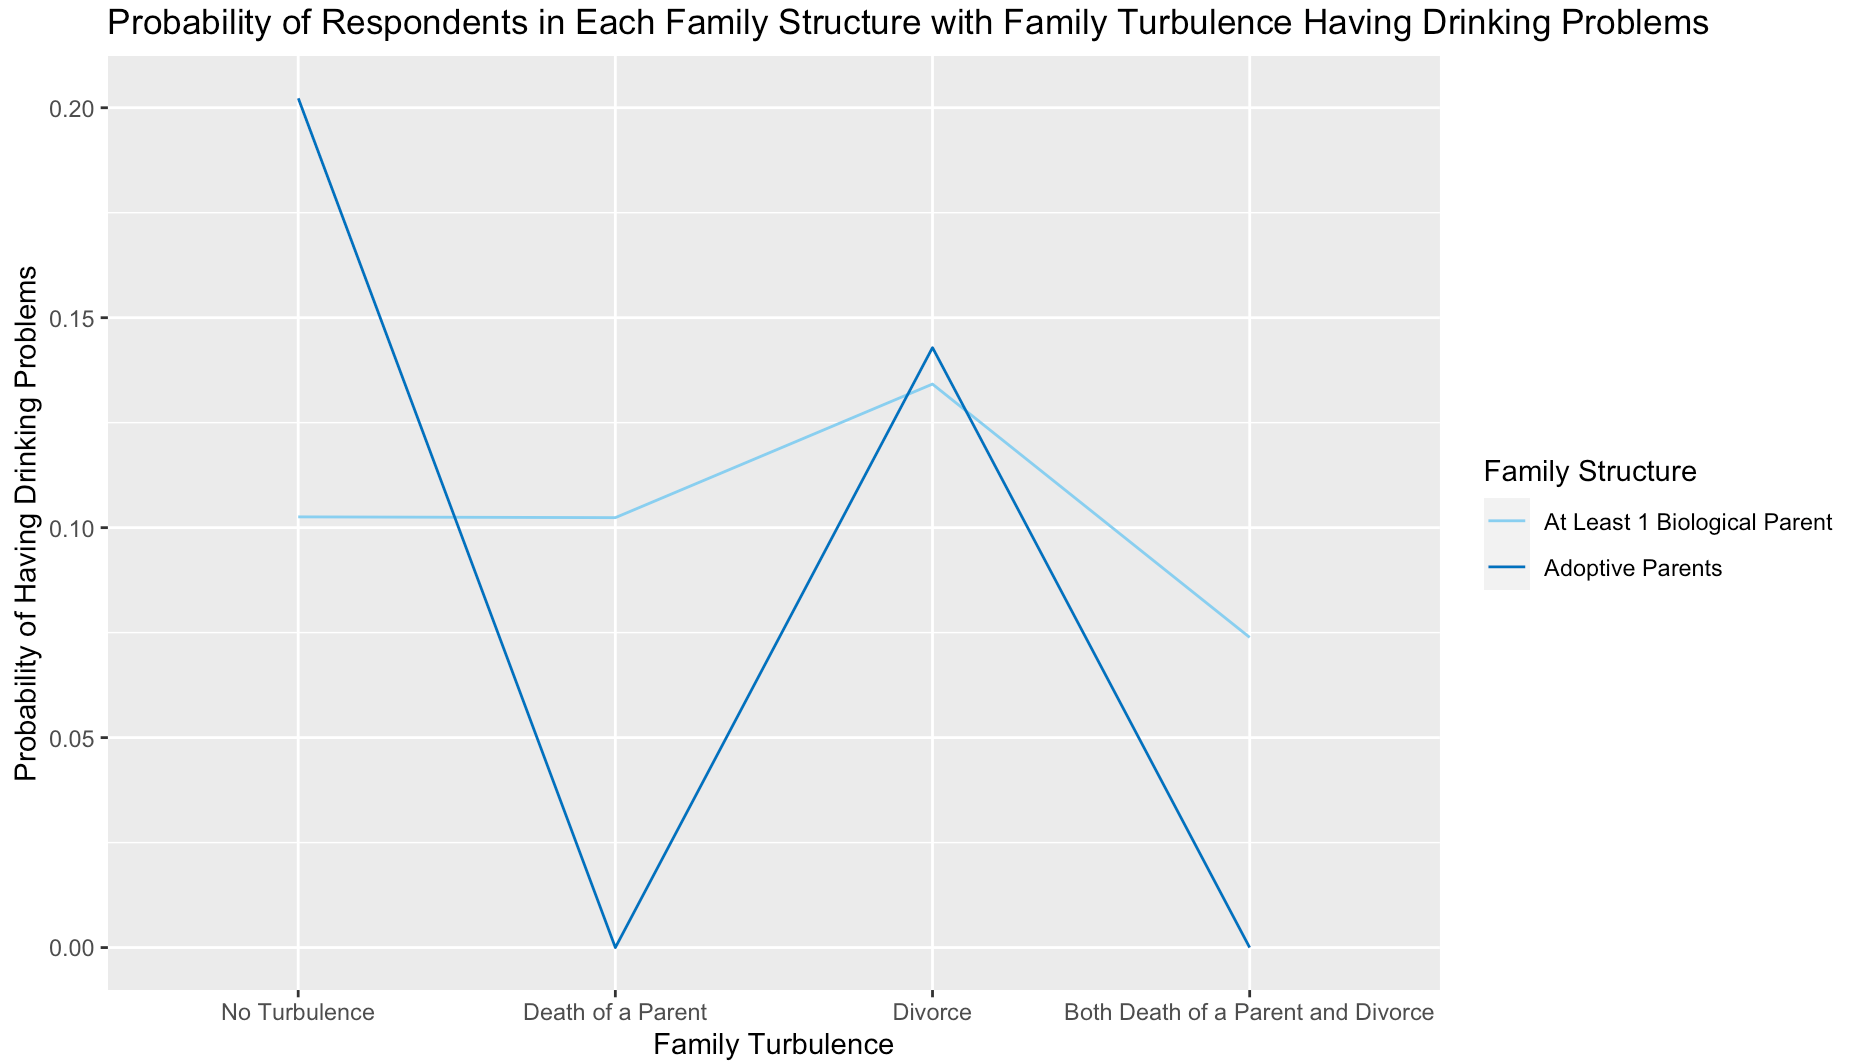 Probability of Respondents in Each Family Structure with Family Turbulence Having Drinking Problems
Probability of Having Drinking Problems
0.20
0.15
0.10
0.05
0.00
No Turbulence
Death of a Parent
Divorce
Both Death of a Parent and Divorce
Family Turbulence
Family Structure
At Least 1 Biological Parent
Adoptive Parents